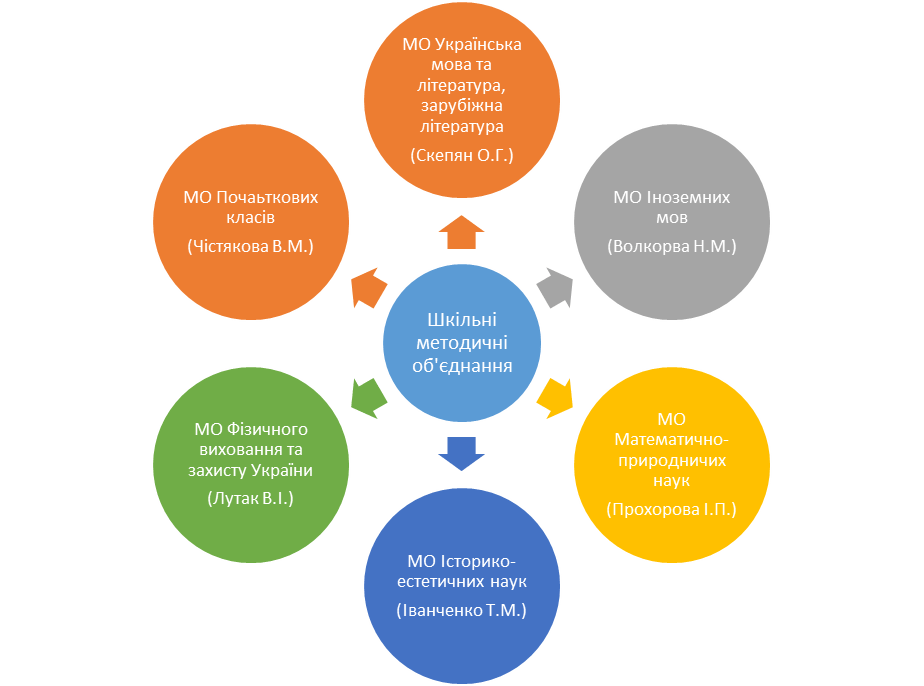 МО Українська
мова та
література,
зарубіжна
література
(Скепян О.Г.)
МО Іноземних
мов
(Волкорва Н.М.)
МО
Математично-
природничих
наук
(Прохорова І.П.)
МО Історико-
естетичних наук
(Іванченко Т.М.)
МО Фізичного
виховання та
захисту України
(Лутак В.І.)
МО Почаьткових
класів
(Чістякова В.М.)
Шкільні
методичні
об'єднання